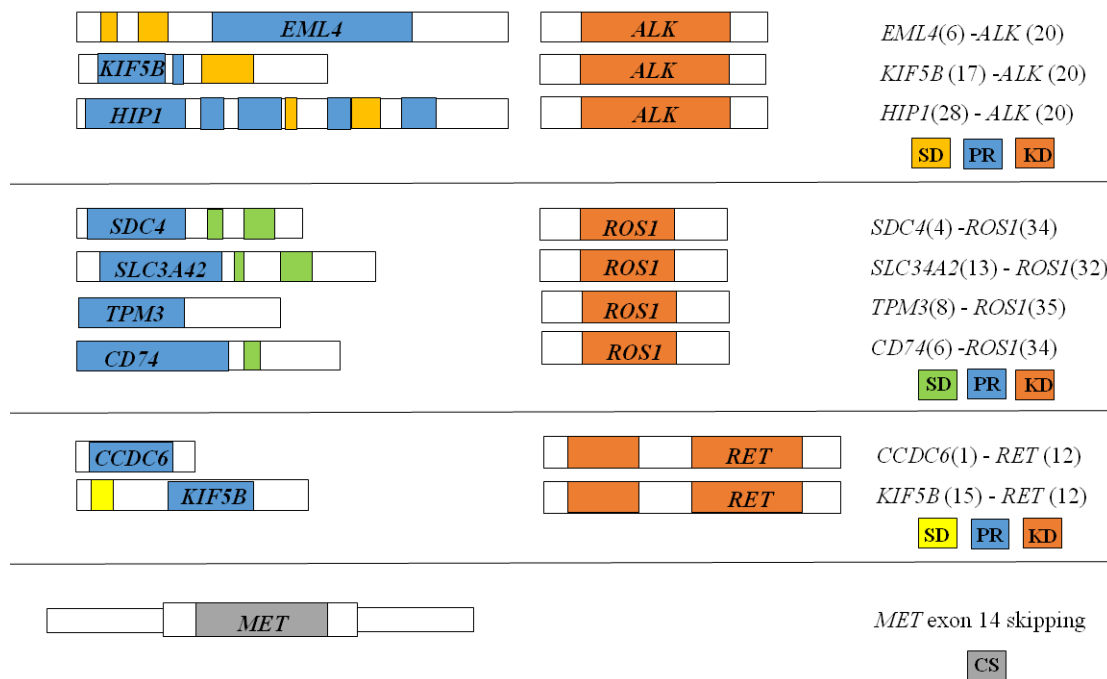 EML4 ALK EML4(6) -ALK (20)
KIF5B ALK KIF5B (17) -ALK (20)
HIP1 ALK HIP1(28) - ALK (20)
SD PR KD
SDC4 ROS1 SDC4(4) -ROS1(34)
SLC3A42 ROS1 SLC34A2(13) - ROS1(32)
TPM3 ROS1 TPM3(8) - ROS1(35)
CD74 ROS1 CD74(6) -ROS1(34)
SD PR KD
CCDC6 RET CCDC6(1) - RET (12)
KIF5B RET KIF5B (15) - RET (12)
SD PR KD
MET MET exon 14 skipping
CS